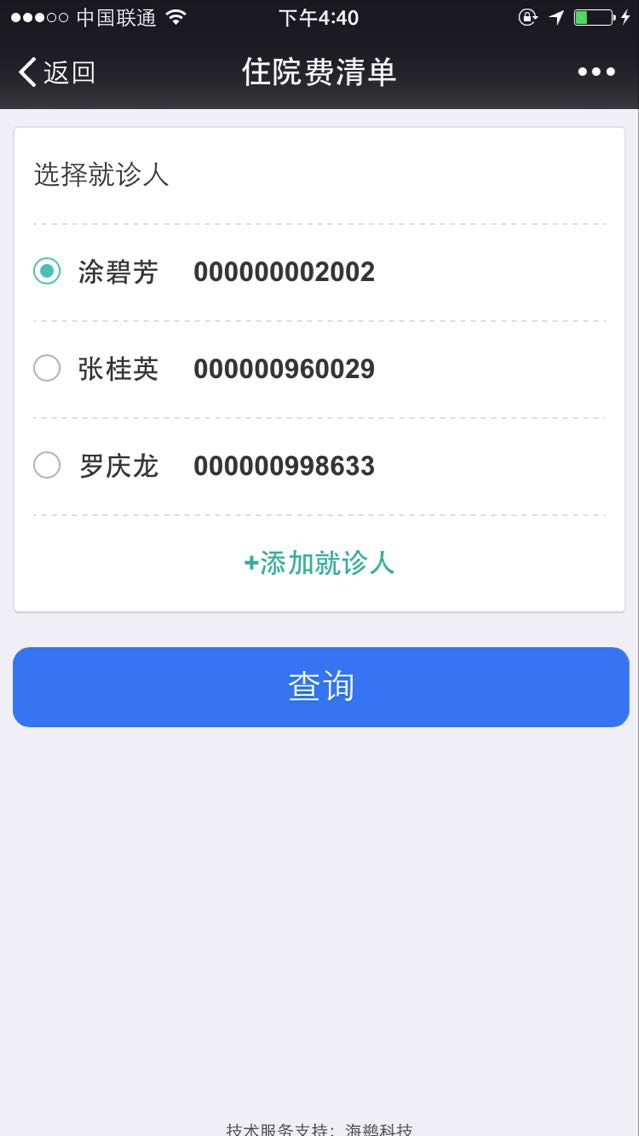 中国联通 下午4:40
返回 住院费清单
选择就诊人
涂碧芳 000000002002
张桂英 000000960029
罗庆龙 000000998633
+添加就诊人
查询
技术服务支持：海鹚科技